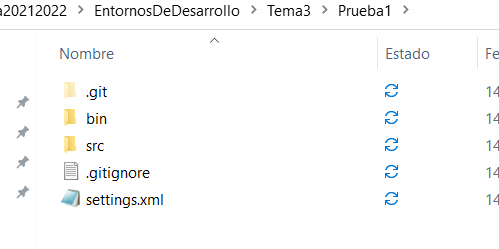 a20212022 > EntornosDeDesarrollo > Tema3 > Prueba1 >
Nombre Estado Fe
.git 14
bin 14
src 14
.gitignore 14
settings.xml 14